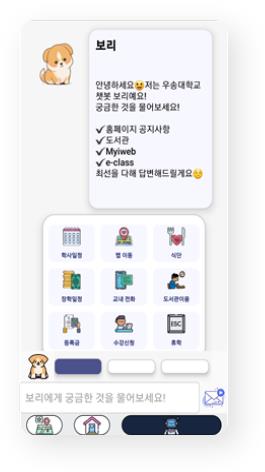 보리
안녕하세요😀저는 우송대학교
챗봇 보리예요!
궁금한 것을 물어보세요!
✓홈페이지 공지사항
✓도서관
✓Myiweb
✓e-class
최선을 다해 답변해드릴게요😊
학사일정 맵 이동 식단
장학일정 교내 전화 도서관이용
등록금 수강신청 ESC 휴학
보리에게 궁금한 것을 물어보세요!